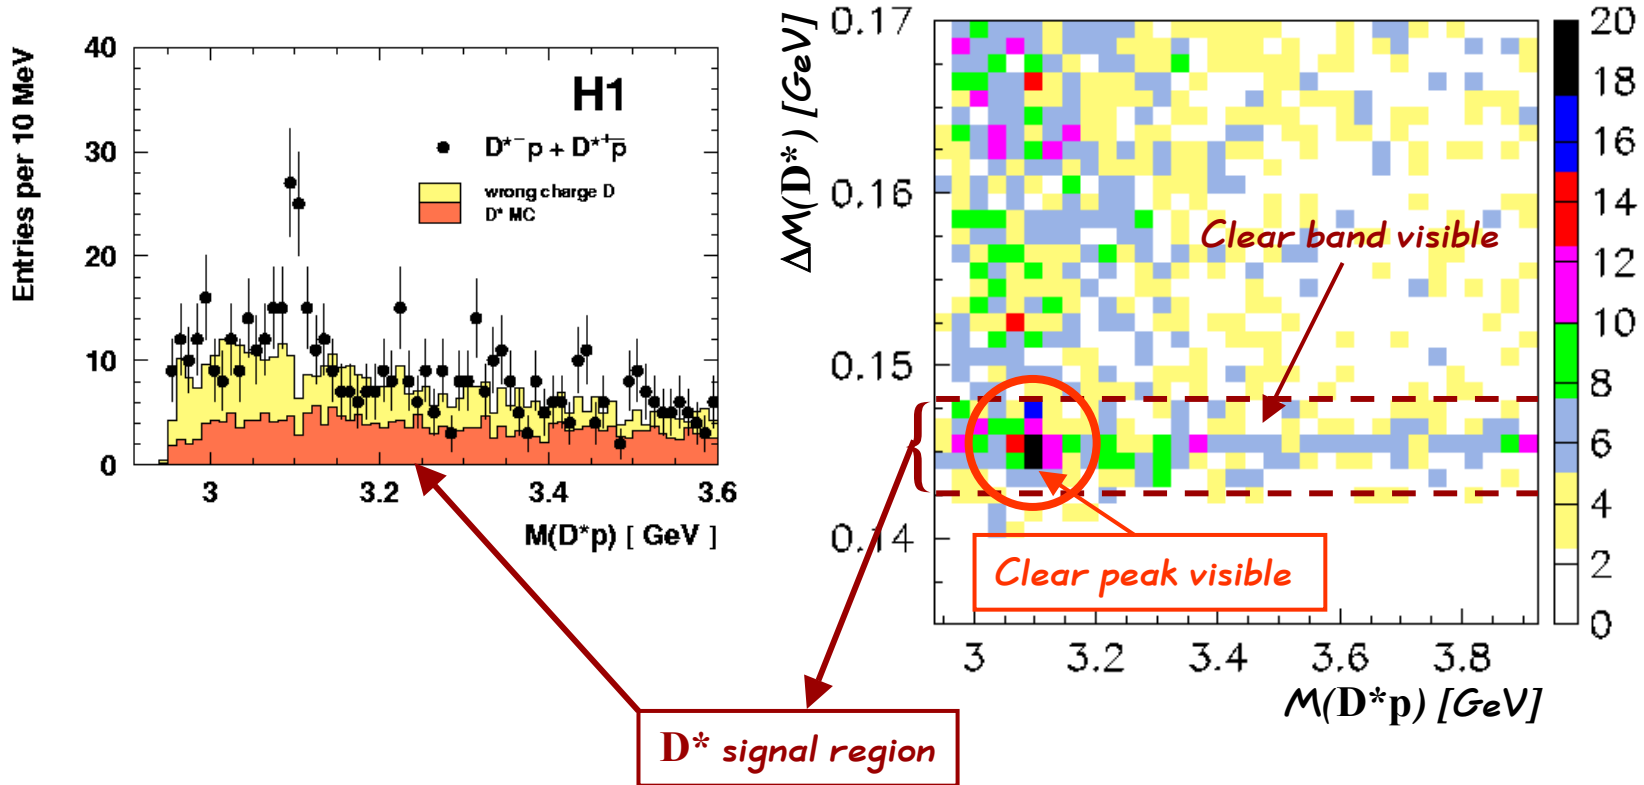 Entries per 10 MeV
40
30
20
10
0
H1
D*⁻p + D*⁺p̅
wrong charge D
D* MC
3
3.2
3.4
3.6
M(D*p) [ GeV ]
ΔM(D*) [GeV]
0.17
0.16
0.15
0.14
Clear band visible
Clear peak visible
3
3.2
3.4
3.6
3.8
M(D*p) [GeV]
20
18
16
14
12
10
8
6
4
2
0
D* signal region